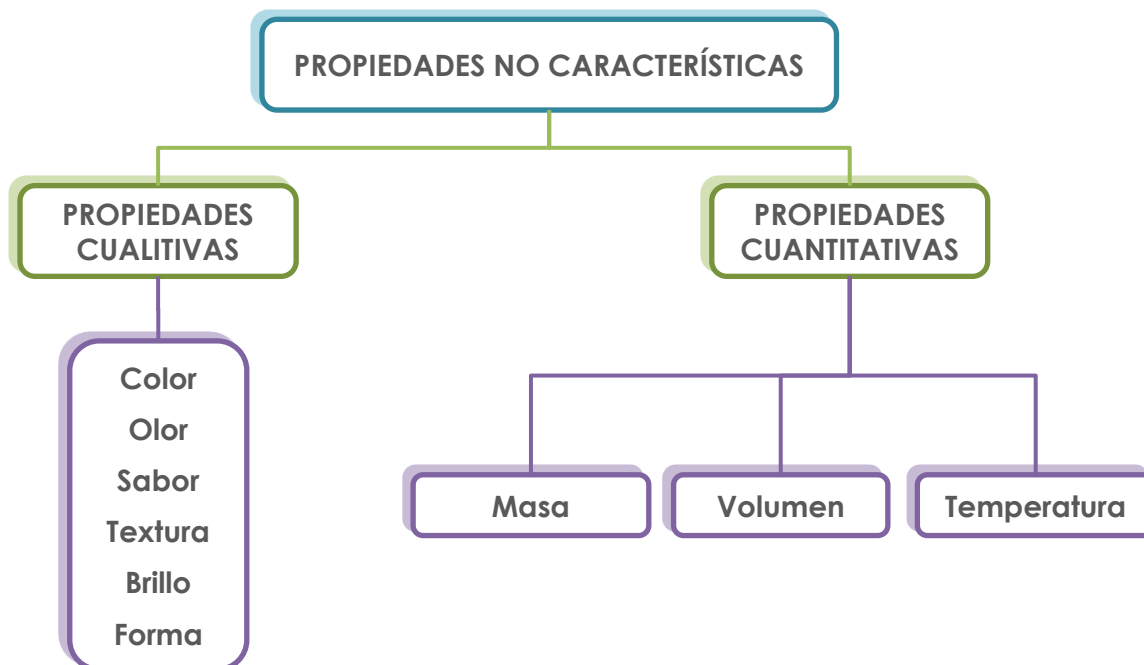 PROPIEDADES NO CARACTERÍSTICAS
PROPIEDADES
CUALITIVAS
PROPIEDADES
CUANTITATIVAS
Color
Olor
Sabor
Textura
Brillo
Forma
Masa
Volumen
Temperatura